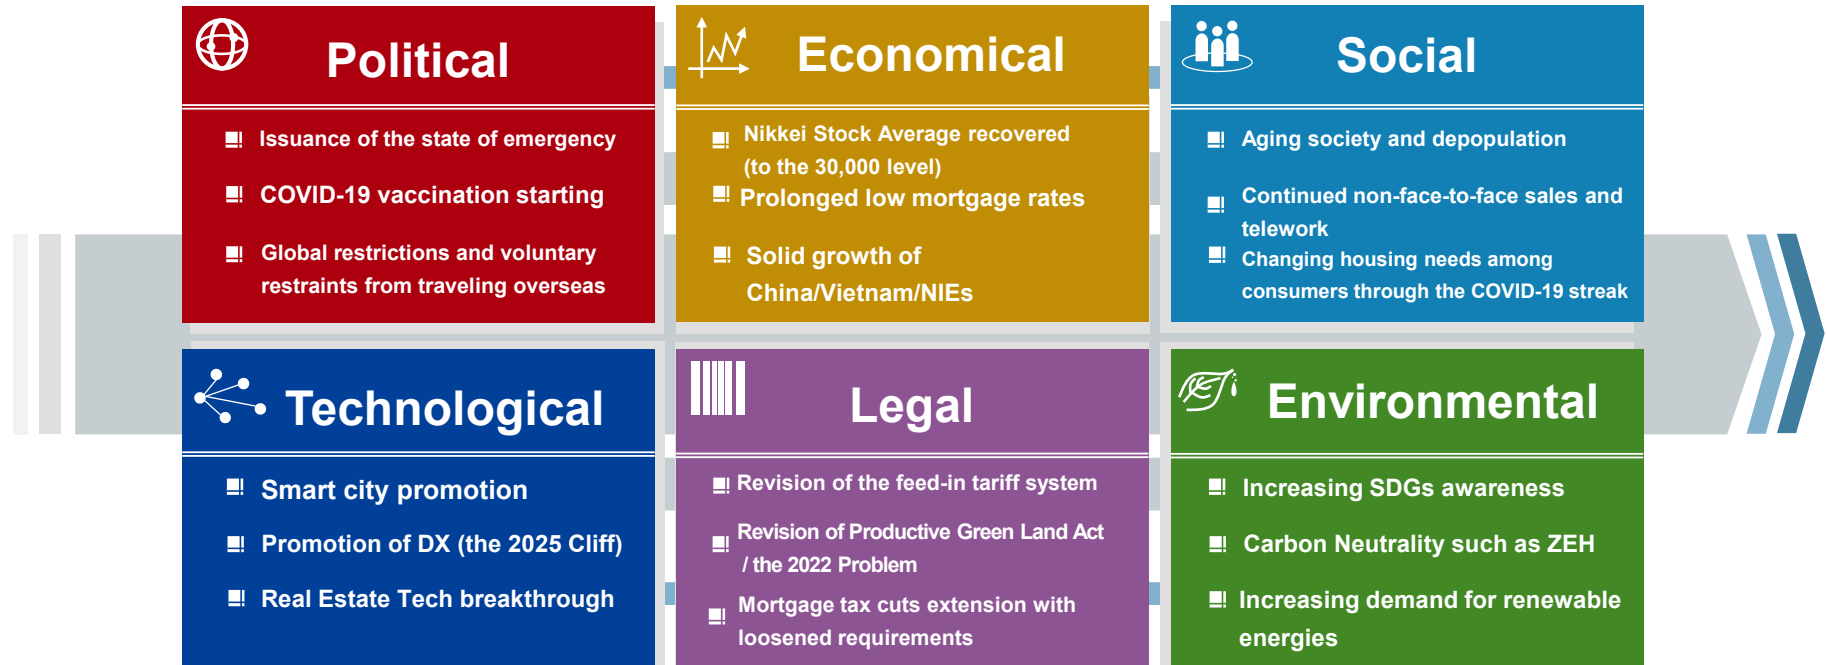 Political
Issuance of the state of emergency
COVID-19 vaccination starting
Global restrictions and voluntary
restraints from traveling overseas
Economical
Nikkei Stock Average recovered
(to the 30,000 level)
Prolonged low mortgage rates
Solid growth of
China/Vietnam/NIEs
Social
Aging society and depopulation
Continued non-face-to-face sales and
telework
Changing housing needs among
consumers through the COVID-19 streak
Technological
Smart city promotion
Promotion of DX (the 2025 Cliff)
Real Estate Tech breakthrough
Legal
Revision of the feed-in tariff system
Revision of Productive Green Land Act
/ the 2022 Problem
Mortgage tax cuts extension with
loosened requirements
Environmental
Increasing SDGs awareness
Carbon Neutrality such as ZEH
Increasing demand for renewable
energies